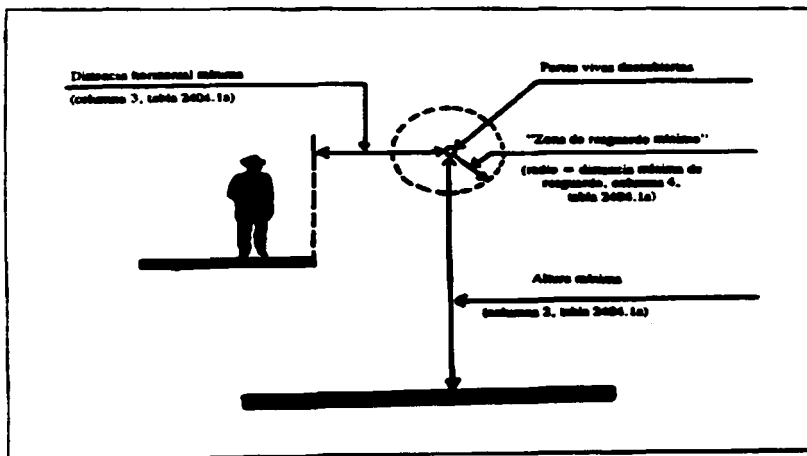 Distancia horizontal mínima
(columna 3, tabla 2404.1a)
Partes vivas descubiertas
"Zona de resguardo mínimo"
(radio = distancia mínima de
resguardo, columna 4,
tabla 2404.1a)
Altura mínima
(columna 2, tabla 2404.1a)